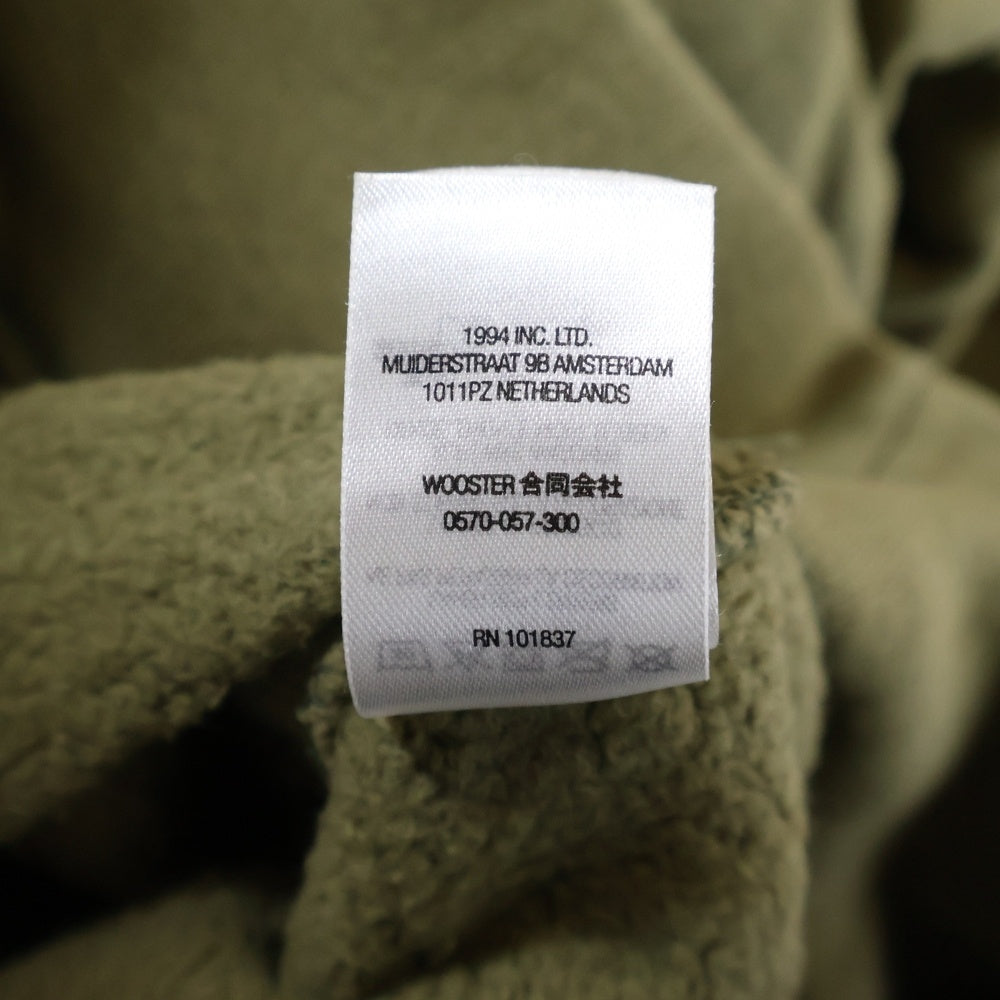 1994 INC. LTD.
MUIDERSTRAAT 9B AMSTERDAM
1011PZ NETHERLANDS
WOOSTER 合同会社
0570-057-300
RN 101837